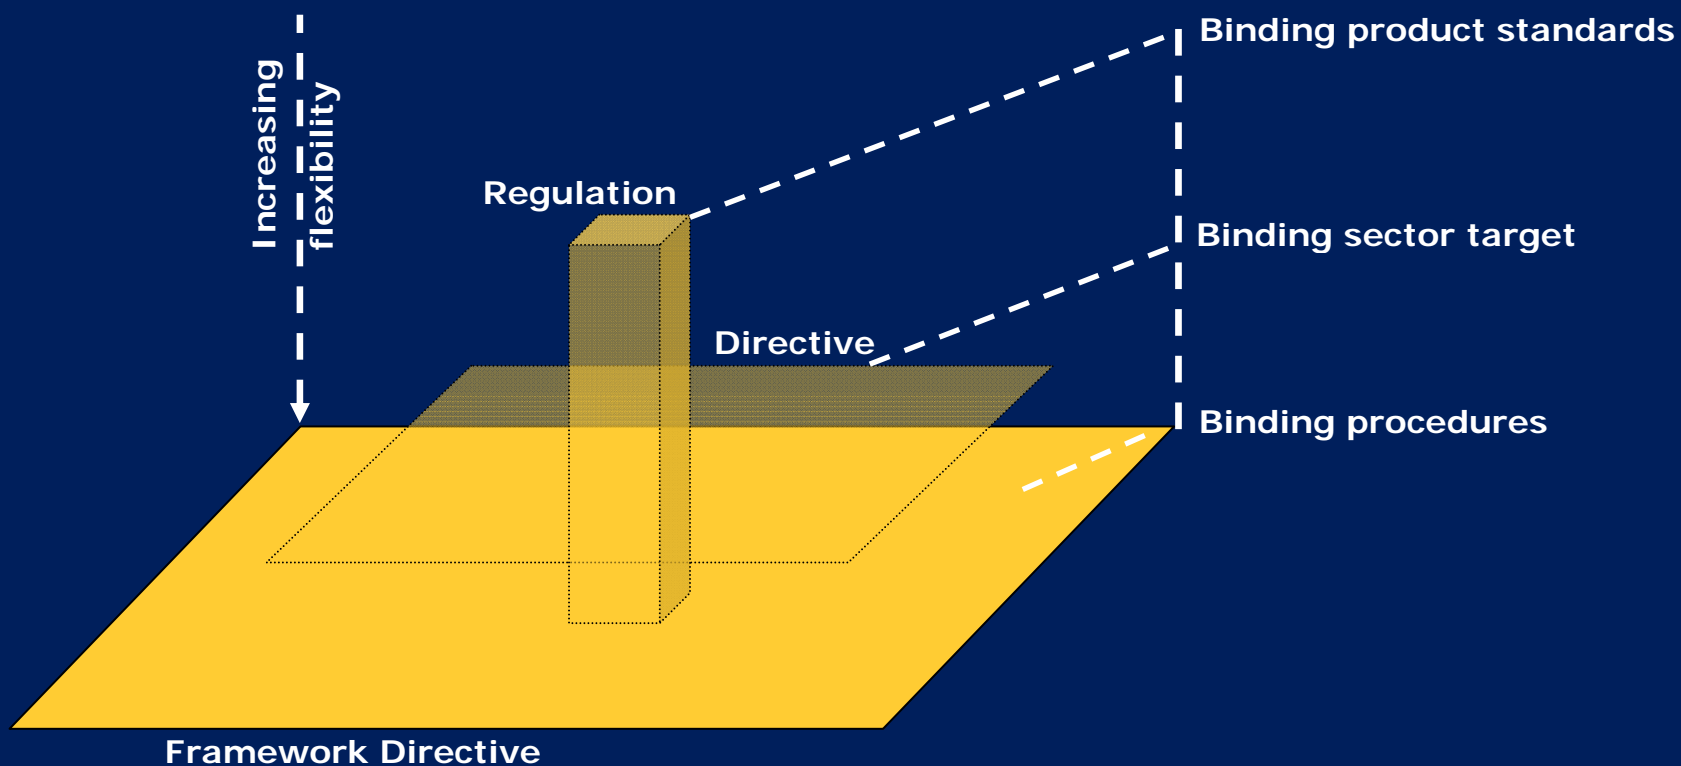 Binding product standards
Increasing
flexibility
Regulation
Binding sector target
Directive
Binding procedures
Framework Directive